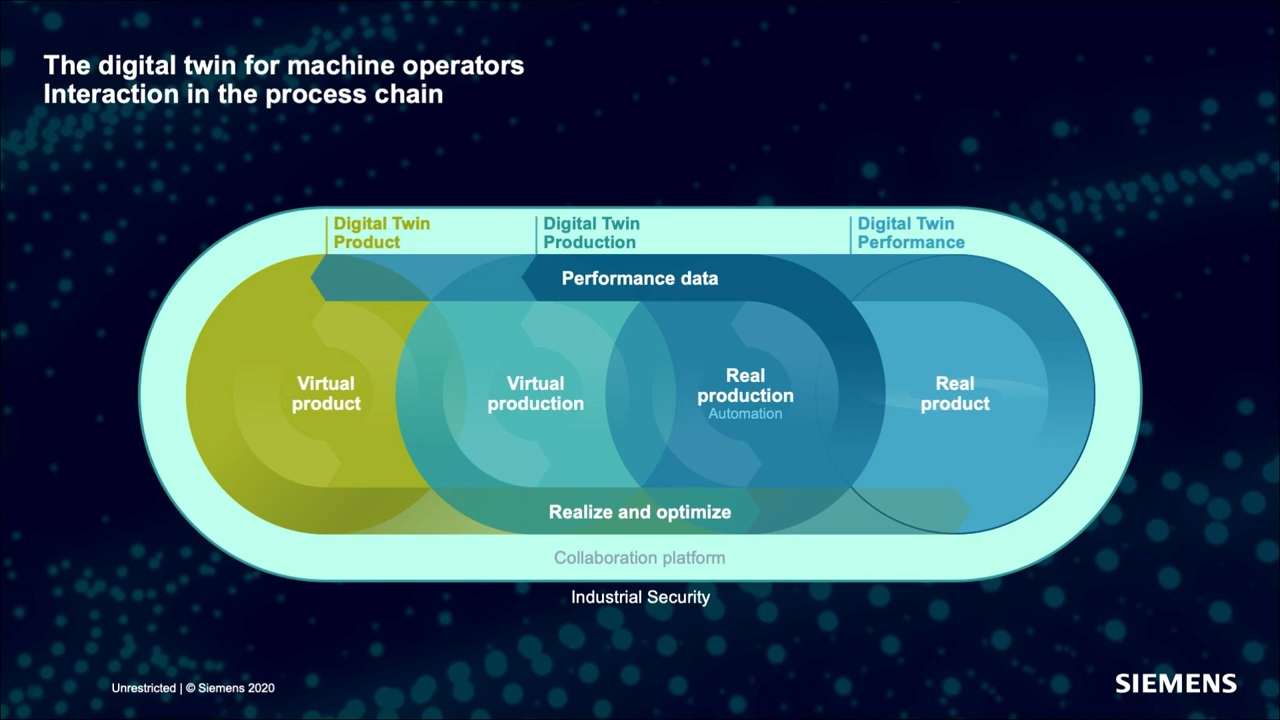 The digital twin for machine operators
Interaction in the process chain
Digital Twin
Product
Digital Twin
Production
Digital Twin
Performance
Performance data
Virtual
product
Virtual
production
Real
production
Automation
Real
product
Realize and optimize
Collaboration platform
Industrial Security
Unrestricted | © Siemens 2020
SIEMENS